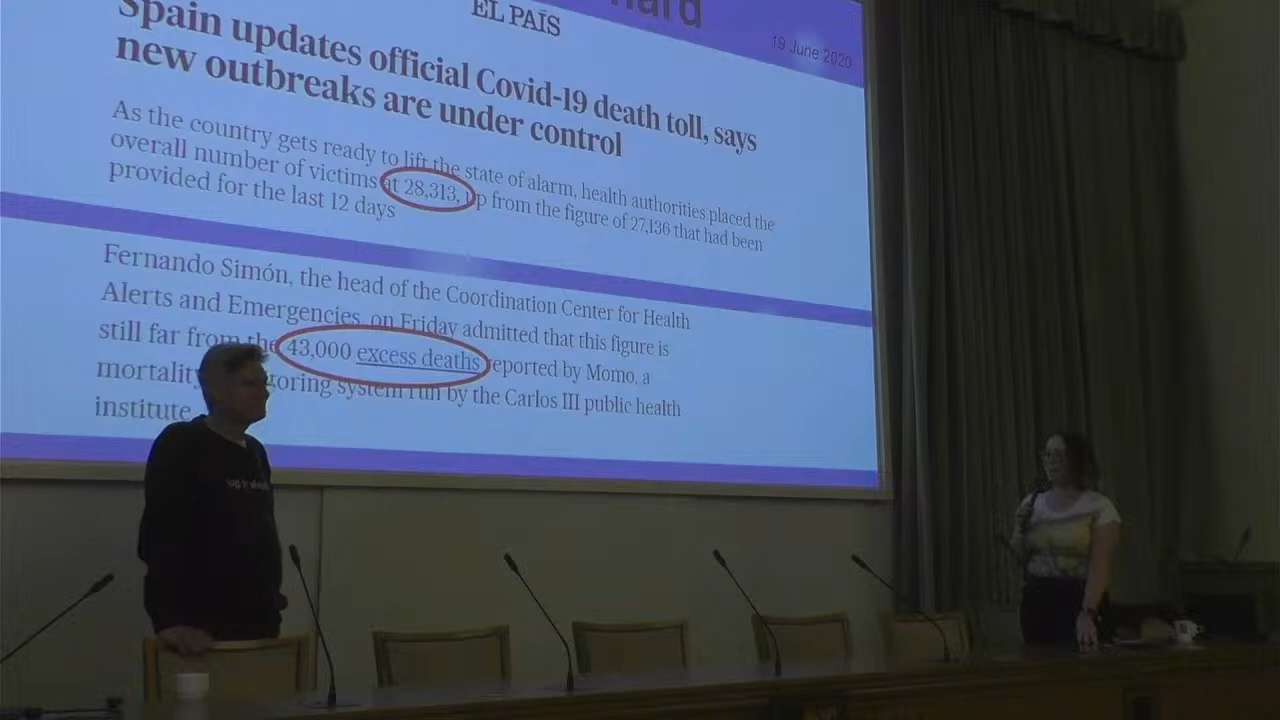 EL PAÍS
19 June 2020
Spain updates official Covid-19 death toll, says
new outbreaks are under control
As the country gets ready to lift the state of alarm, health authorities placed the
overall number of victims at 28,313, up from the figure of 27,136 that had been
provided for the last 12 days
Fernando Simón, the head of the Coordination Center for Health
Alerts and Emergencies, on Friday admitted that this figure is
still far from the 43,000 excess deaths reported by Momo, a
mortality system run by the Carlos III public health
institute